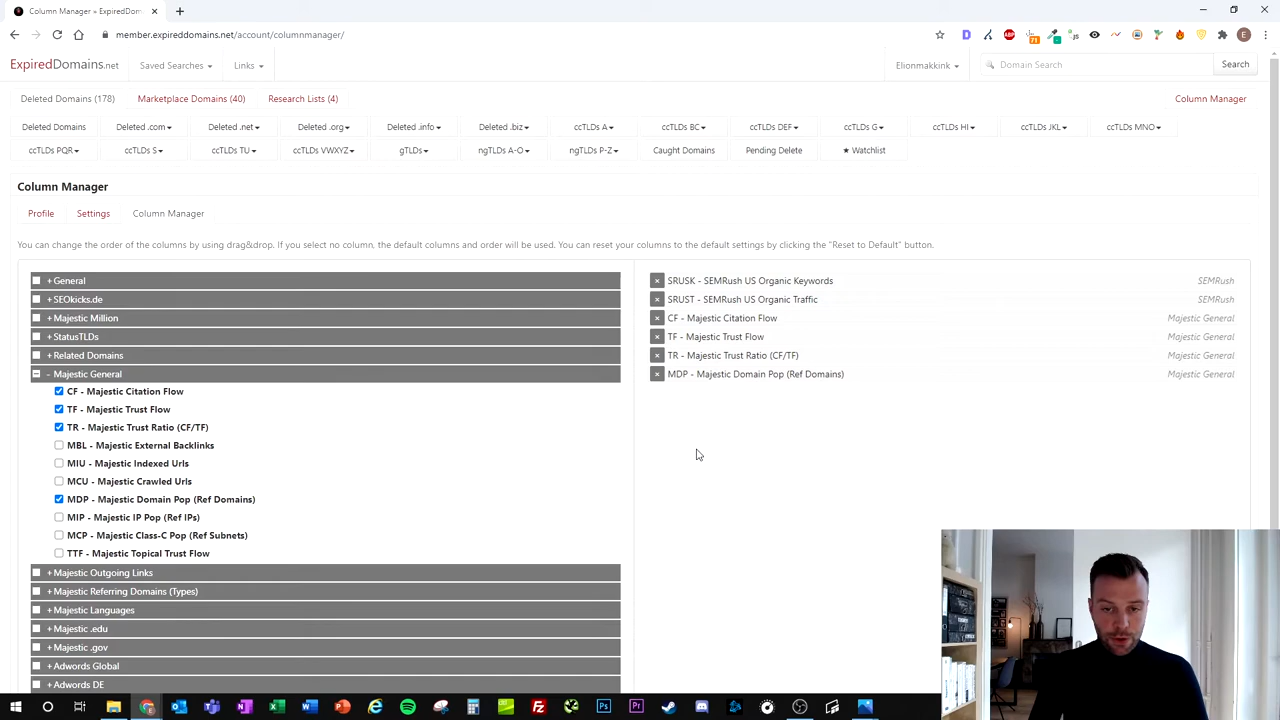 Column Manager » ExpiredDom
member.expireddomains.net/account/columnmanager/
ExpiredDomains.net
Saved Searches
Links
Elionmakkink
Domain Search
Search
Deleted Domains (178)
Marketplace Domains (40)
Research Lists (4)
Column Manager
Deleted Domains
Deleted .com
Deleted .net
Deleted .org
Deleted .info
Deleted .biz
ccTLDs A
ccTLDs BC
ccTLDs DEF
ccTLDs G
ccTLDs HI
ccTLDs JKL
ccTLDs MNO
ccTLDs PQR
ccTLDs S
ccTLDs TU
ccTLDs VWXYZ
gTLDs
ngTLDs A-O
ngTLDs P-Z
Caught Domains
Pending Delete
★ Watchlist
Column Manager
Profile
Settings
Column Manager
You can change the order of the columns by using drag&drop. If you select no column, the default columns and order will be used. You can reset your columns to the default settings by clicking the "Reset to Default" button.
+ General
+ SEOkicks.de
+ Majestic Million
+ StatusTLDs
+ Related Domains
- Majestic General
CF - Majestic Citation Flow
TF - Majestic Trust Flow
TR - Majestic Trust Ratio (CF/TF)
MBL - Majestic External Backlinks
MIU - Majestic Indexed Urls
MCU - Majestic Crawled Urls
MDP - Majestic Domain Pop (Ref Domains)
MIP - Majestic IP Pop (Ref IPs)
MCP - Majestic Class-C Pop (Ref Subnets)
TTF - Majestic Topical Trust Flow
+ Majestic Outgoing Links
+ Majestic Referring Domains (Types)
+ Majestic Languages
+ Majestic .edu
+ Majestic .gov
+ Adwords Global
+ Adwords DE
SRUSK - SEMRush US Organic Keywords SEMRush
SRUST - SEMRush US Organic Traffic SEMRush
CF - Majestic Citation Flow Majestic General
TF - Majestic Trust Flow Majestic General
TR - Majestic Trust Ratio (CF/TF) Majestic General
MDP - Majestic Domain Pop (Ref Domains) Majestic General